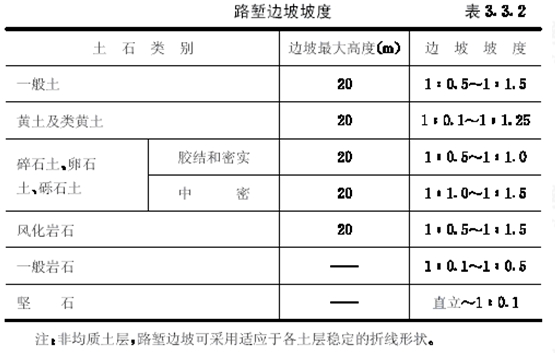 路堑边坡坡度 表3.3.2
土石类别 边坡最大高度(m) 边坡坡度
一般土 20 1:0.5~1:1.5
黄土及类黄土 20 1:0.1~1:1.25
碎石土、卵石土、砾石土 胶结和密实 20 1:0.5~1:1.0
中密 20 1:1.0~1:1.5
风化岩石 20 1:0.5~1:1.5
一般岩石 — 1:0.1~1:0.5
坚石 — 直立~1:0.1
注:非均质土层,路堑边坡可采用适应于各土层稳定的折线形状。